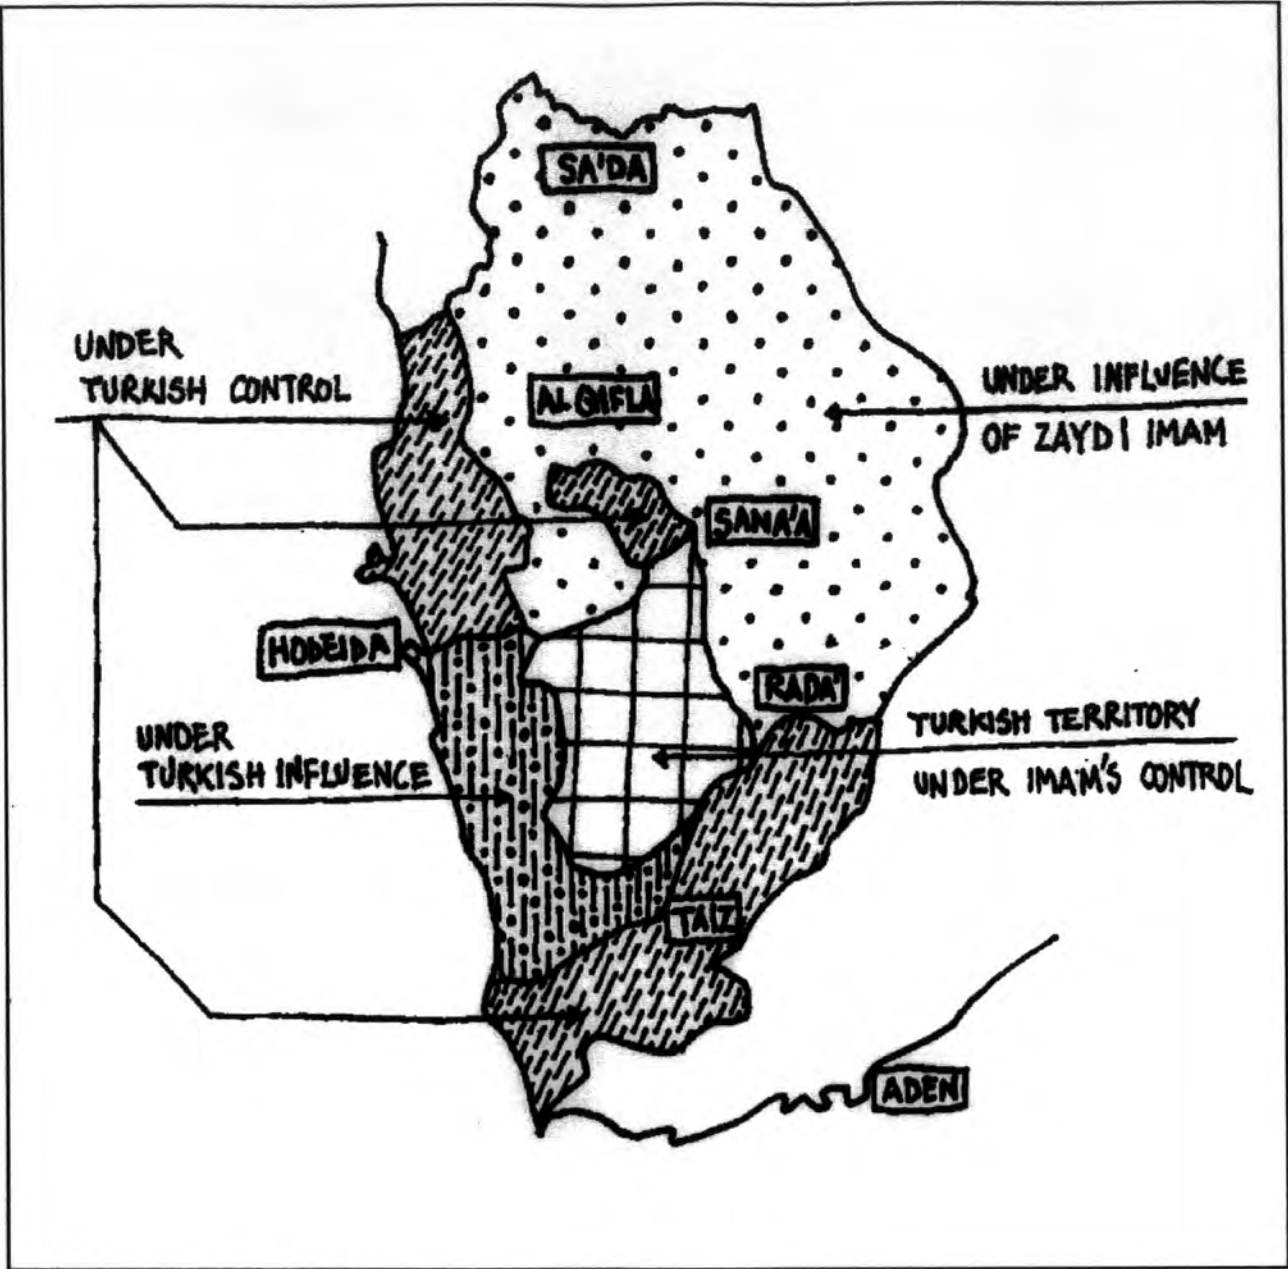 SA'DA
UNDER
TURKISH CONTROL
AL QIFLA
UNDER INFLUENCE
OF ZAYDI IMAM
SANA'A
HODEIDA
RADA'
UNDER
TURKISH INFLUENCE
TURKISH TERRITORY
UNDER IMAM'S CONTROL
TAIZ
ADEN